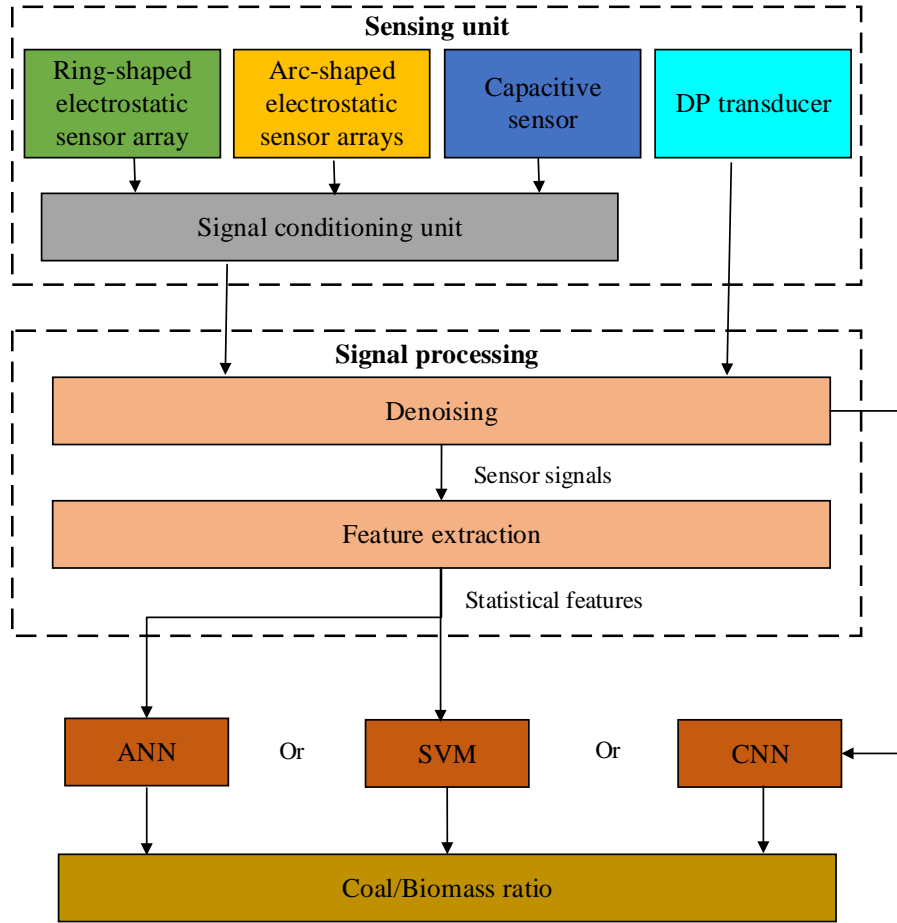 Sensing unit
Ring-shaped
electrostatic
sensor array
Arc-shaped
electrostatic
sensor arrays
Capacitive
sensor
DP transducer
Signal conditioning unit
Signal processing
Denoising
Sensor signals
Feature extraction
Statistical features
ANN
Or
SVM
Or
CNN
Coal/Biomass ratio